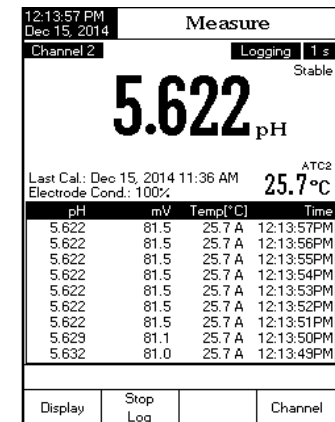 12:13:57 PM
Dec 15, 2014
Measure
Channel 2
Logging 1 s
Stable
5.622 pH
ATC2
Last Cal.: Dec 15, 2014 11:36 AM
Electrode Cond.: 100%
25.7°C
pH mV Temp[°C] Time
5.622 81.5 25.7 A 12:13:57PM
5.622 81.5 25.7 A 12:13:56PM
5.622 81.5 25.7 A 12:13:55PM
5.622 81.5 25.7 A 12:13:54PM
5.622 81.5 25.7 A 12:13:53PM
5.622 81.5 25.7 A 12:13:52PM
5.622 81.5 25.7 A 12:13:51PM
5.629 81.1 25.7 A 12:13:50PM
5.632 81.0 25.7 A 12:13:49PM
Display
Stop
Log
Channel